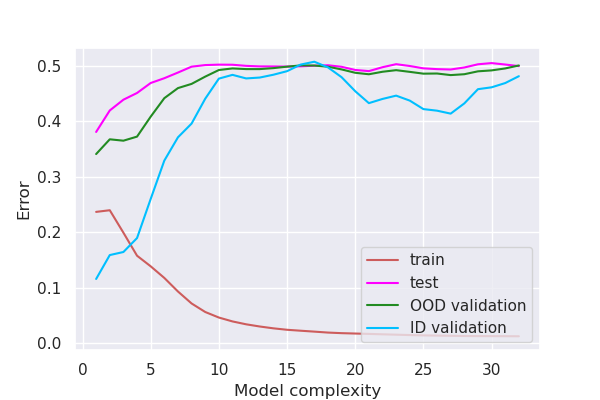 0.5
0.4
0.3
0.2
0.1
0.0
Error
train
test
OOD validation
ID validation
0 5 10 15 20 25 30
Model complexity